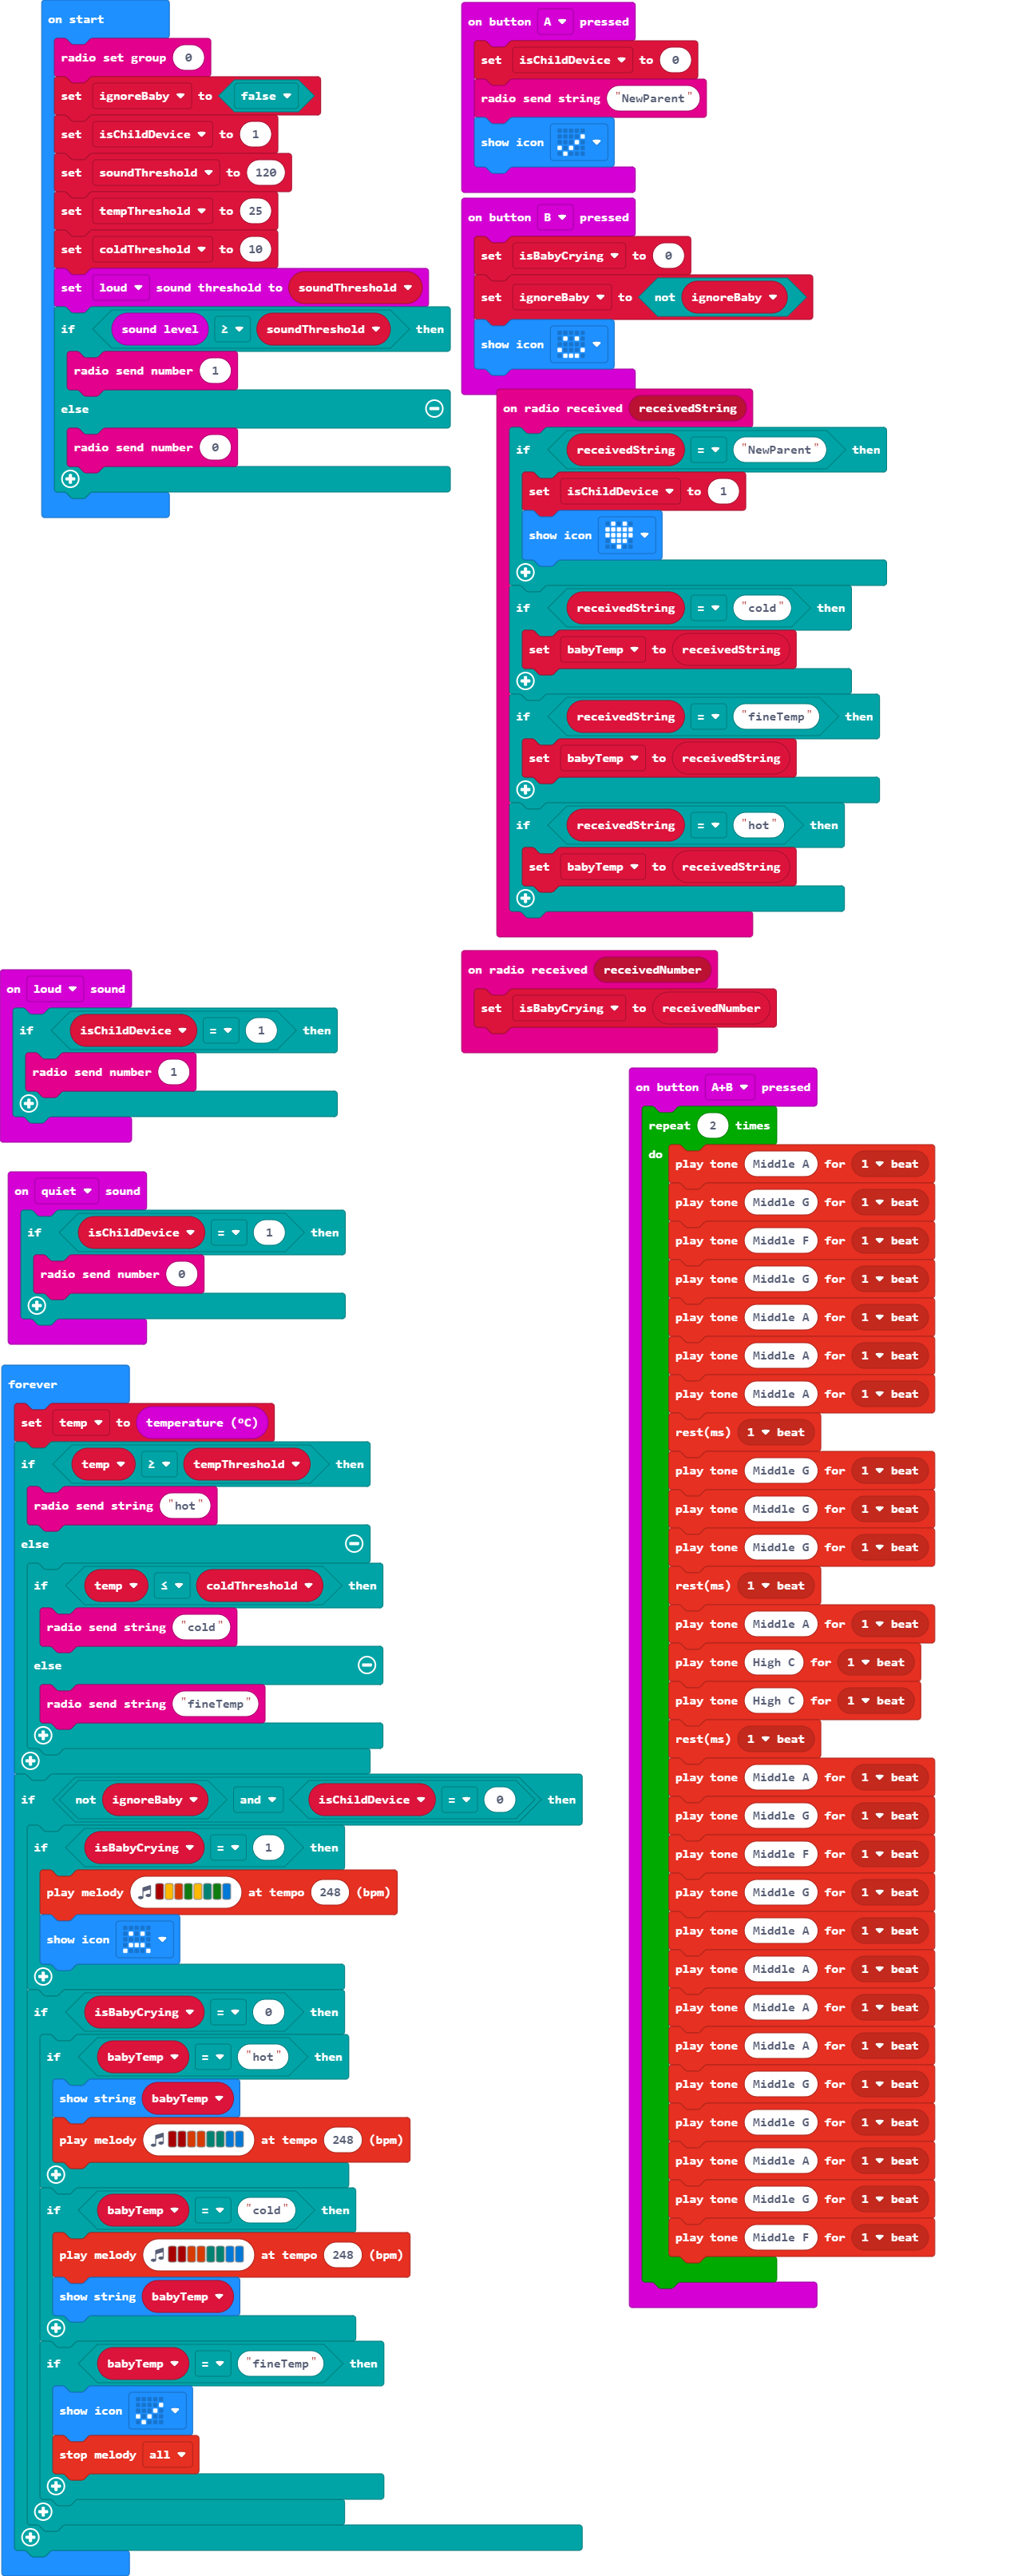 on start
radio set group 0
set ignoreBaby to false
set isChildDevice to 1
set soundThreshold to 120
set tempThreshold to 25
set coldThreshold to 10
set loud sound threshold to soundThreshold
if sound level ≥ soundThreshold then
radio send number 1
else
radio send number 0
on button A pressed
set isChildDevice to 0
radio send string "NewParent"
show icon
on button B pressed
set isBabyCrying to 0
set ignoreBaby to not ignoreBaby
show icon
on radio received receivedString
if receivedString = "NewParent" then
set isChildDevice to 1
show icon
if receivedString = "cold" then
set babyTemp to receivedString
if receivedString = "fineTemp" then
set babyTemp to receivedString
if receivedString = "hot" then
set babyTemp to receivedString
on radio received receivedNumber
set isBabyCrying to receivedNumber
on loud sound
if isChildDevice = 1 then
radio send number 1
on quiet sound
if isChildDevice = 1 then
radio send number 0
forever
set temp to temperature (°C)
if temp ≥ tempThreshold then
radio send string "hot"
else
if temp ≤ coldThreshold then
radio send string "cold"
else
radio send string "fineTemp"
if not ignoreBaby and isChildDevice = 0 then
if isBabyCrying = 1 then
play melody at tempo 248 (bpm)
show icon
if isBabyCrying = 0 then
if babyTemp = "hot" then
show string babyTemp
play melody at tempo 248 (bpm)
if babyTemp = "cold" then
play melody at tempo 248 (bpm)
show string babyTemp
if babyTemp = "fineTemp" then
show icon
stop melody all
on button A+B pressed
repeat 2 times
do play tone Middle A for 1 beat
play tone Middle G for 1 beat
play tone Middle F for 1 beat
play tone Middle G for 1 beat
play tone Middle A for 1 beat
play tone Middle A for 1 beat
play tone Middle A for 1 beat
rest(ms) 1 beat
play tone Middle G for 1 beat
play tone Middle G for 1 beat
play tone Middle G for 1 beat
rest(ms) 1 beat
play tone Middle A for 1 beat
play tone High C for 1 beat
play tone High C for 1 beat
rest(ms) 1 beat
play tone Middle A for 1 beat
play tone Middle G for 1 beat
play tone Middle F for 1 beat
play tone Middle G for 1 beat
play tone Middle A for 1 beat
play tone Middle A for 1 beat
play tone Middle A for 1 beat
play tone Middle A for 1 beat
play tone Middle G for 1 beat
play tone Middle G for 1 beat
play tone Middle A for 1 beat
play tone Middle G for 1 beat
play tone Middle F for 1 beat